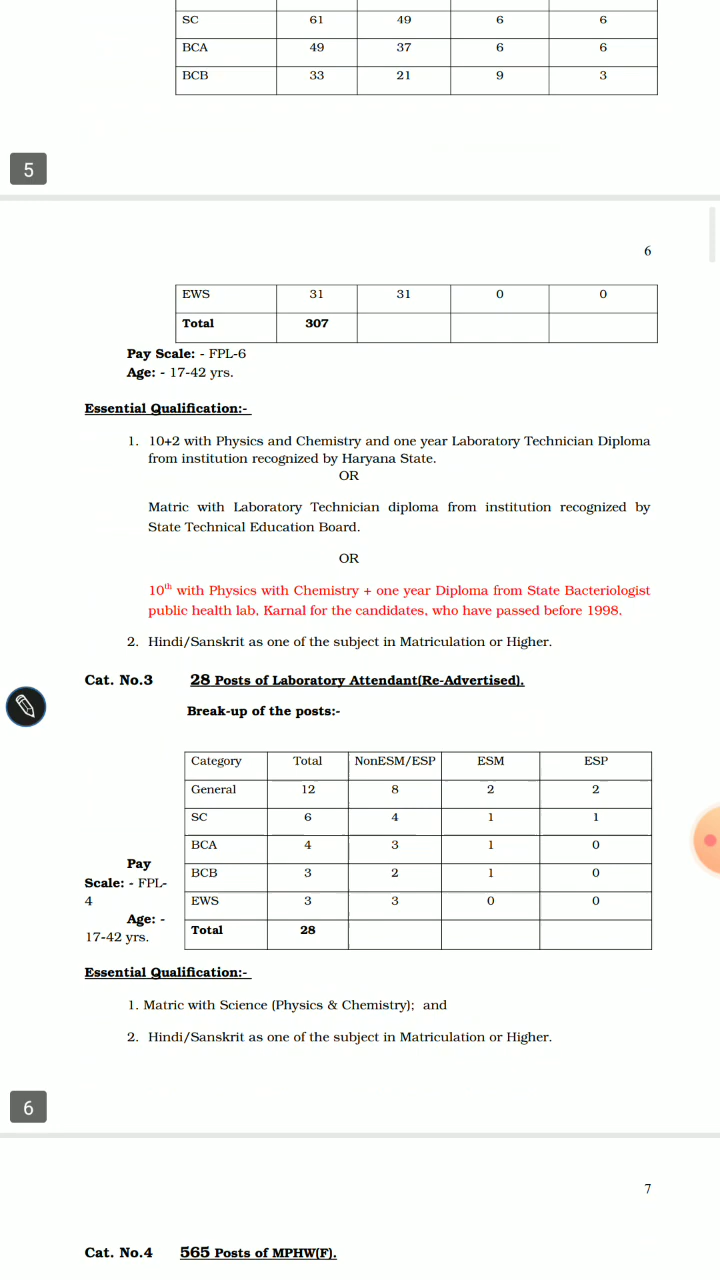 SC 61 49 6 6
BCA 49 37 6 6
BCB 33 21 9 3
5
6
EWS 31 31 0 0
Total 307
Pay Scale: - FPL-6
Age: - 17-42 yrs.
Essential Qualification:-
1. 10+2 with Physics and Chemistry and one year Laboratory Technician Diploma
from institution recognized by Haryana State.
OR
Matric with Laboratory Technician diploma from institution recognized by
State Technical Education Board.
OR
10th with Physics with Chemistry + one year Diploma from State Bacteriologist
public health lab, Karnal for the candidates, who have passed before 1998.
2. Hindi/Sanskrit as one of the subject in Matriculation or Higher.
Cat. No.3 28 Posts of Laboratory Attendant(Re-Advertised).
Break-up of the posts:-
Category Total NonESM/ESP ESM ESP
General 12 8 2 2
SC 6 4 1 1
BCA 4 3 1 0
BCB 3 2 1 0
EWS 3 3 0 0
Total 28
Pay
Scale: - FPL-
4
Age: -
17-42 yrs.
Essential Qualification:-
1. Matric with Science (Physics & Chemistry); and
2. Hindi/Sanskrit as one of the subject in Matriculation or Higher.
6
7
Cat. No.4 565 Posts of MPHW(F).